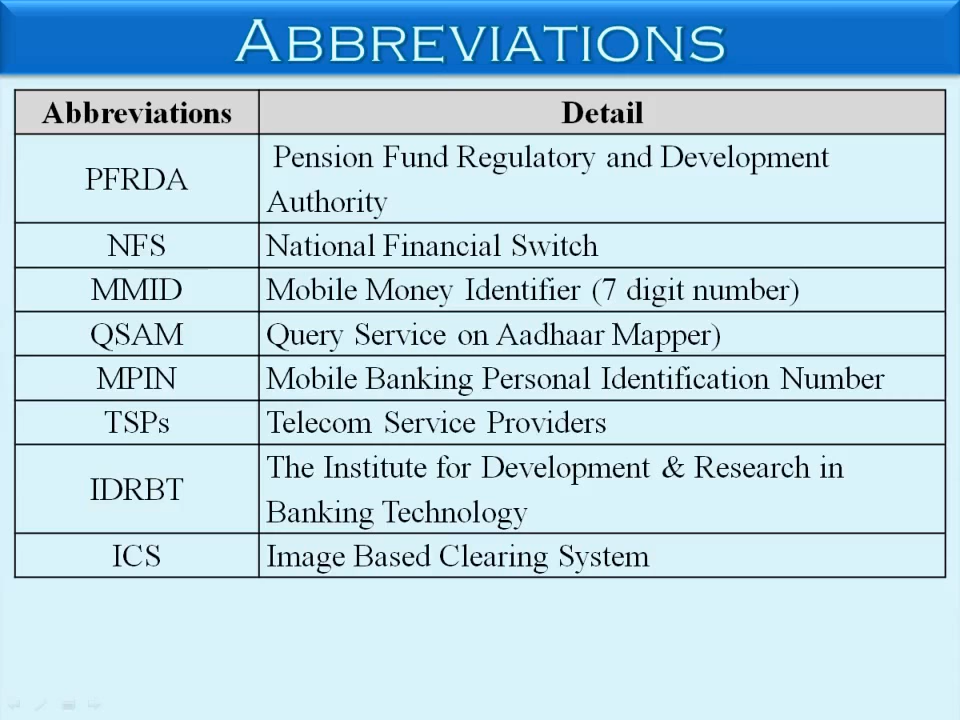 ABBREVIATIONS
Abbreviations Detail
PFRDA Pension Fund Regulatory and Development
Authority
NFS National Financial Switch
MMID Mobile Money Identifier (7 digit number)
QSAM Query Service on Aadhaar Mapper)
MPIN Mobile Banking Personal Identification Number
TSPs Telecom Service Providers
IDRBT The Institute for Development & Research in
Banking Technology
ICS Image Based Clearing System